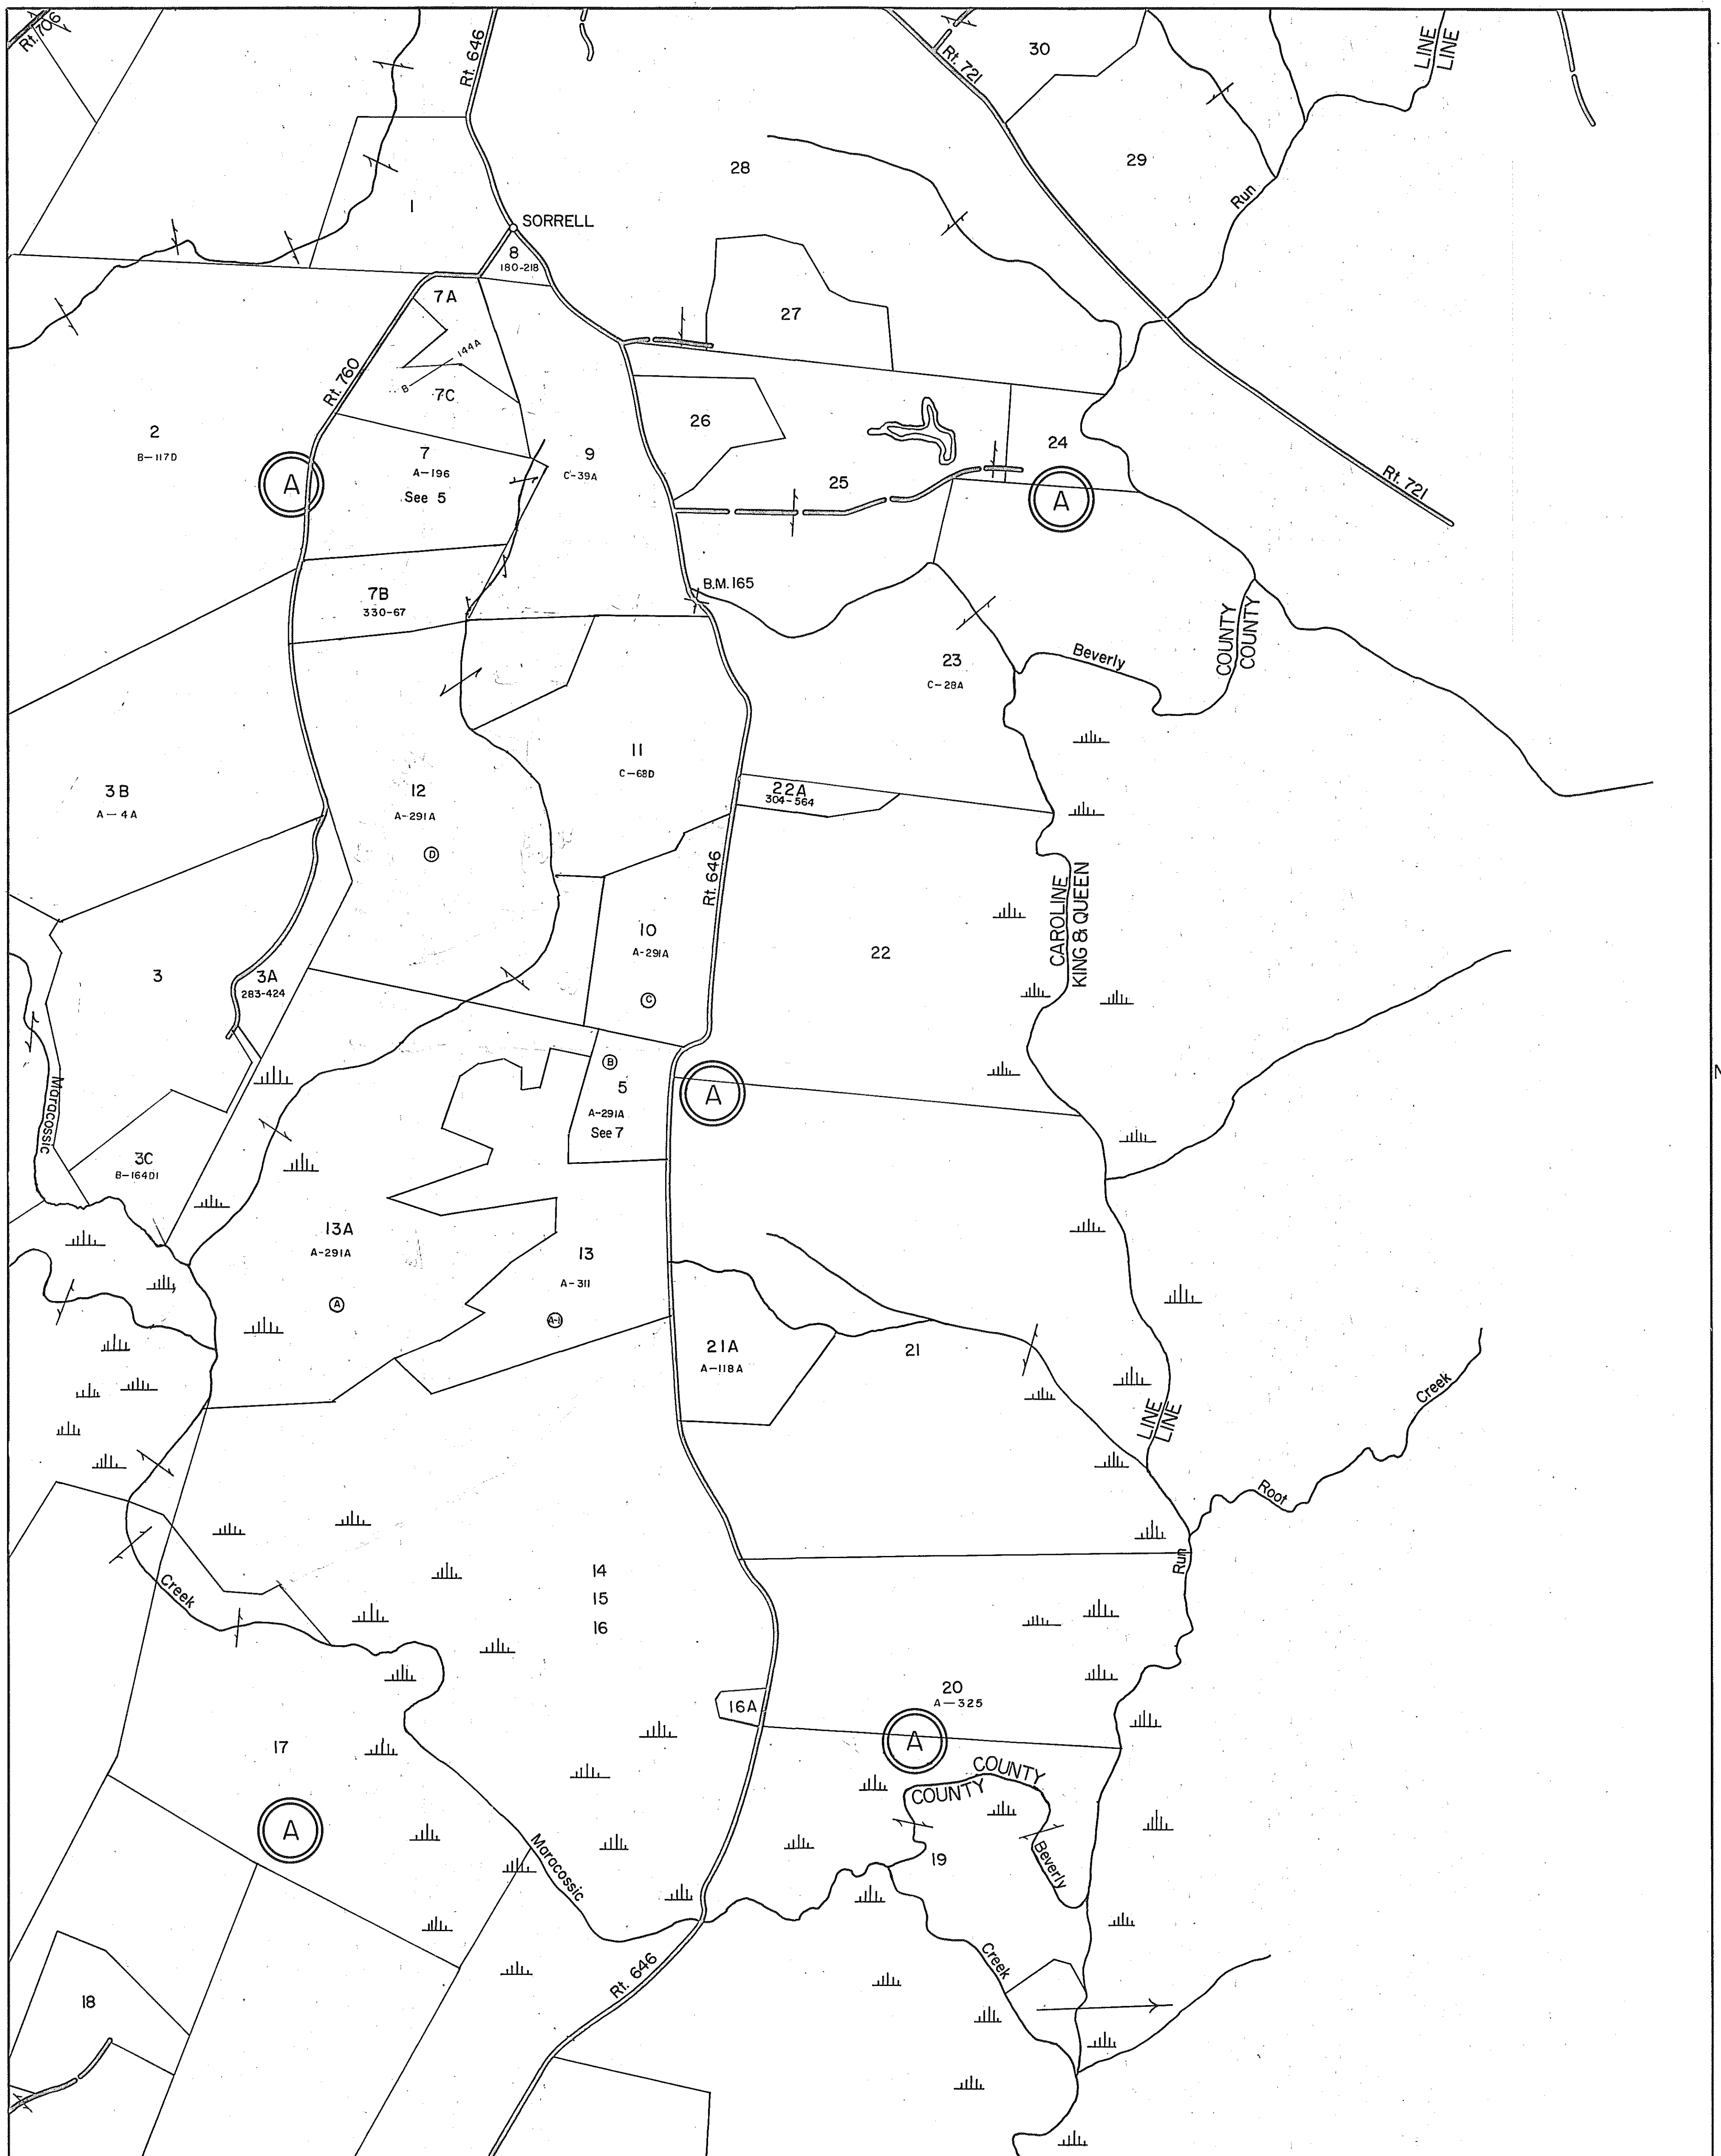 Rt. 706
Rt. 646
Rt. 721
30
LINE
LINE
28
29
Run
1
SORRELL
8
180-218
7A
27
144A
B
Rt. 760
7C
26
2
B-117D
7
A-196
See 5
9
C-39A
24
A
A
25
Rt. 721
B.M. 165
7B
330-67
COUNTY
COUNTY
Beverly
23
C-28A
11
C-68D
3B
A-4A
12
A-291A
D
22A
304-564
Rt. 646
CAROLINE
KING & QUEEN
10
A-291A
22
3
3A
283-424
C
B
5
A-291A
See 7
A
Maracossic
3C
B-164D1
13A
A-291A
A
13
A-311
A-1
21A
A-118A
21
LINE
LINE
Creek
Root
Run
Creek
14
15
16
16A
20
A-325
A
17
A
COUNTY
COUNTY
Maracossic
19
Beverly
Creek
Rt. 646
18